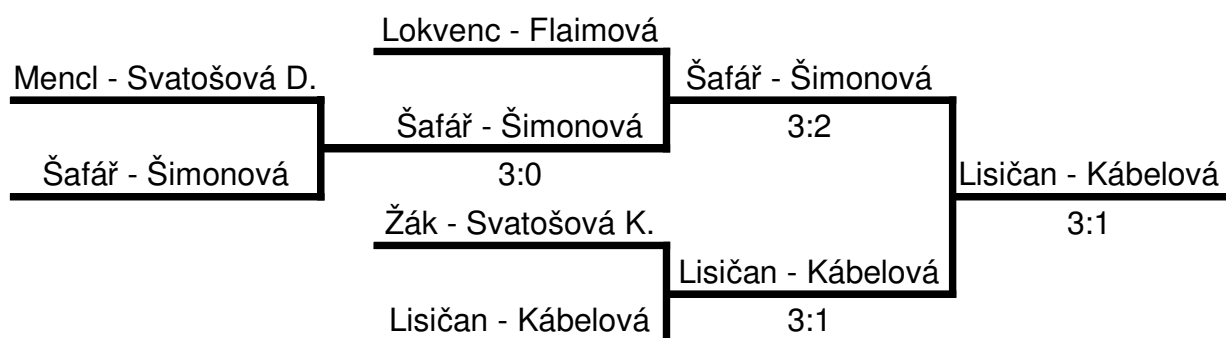 Lokvenc - Flaimová
Mencl - Svatošová D.
Šafář - Šimonová
Šafář - Šimonová
3:2
Šafář - Šimonová
3:0
Lisičan - Kábelová
3:1
Žák - Svatošová K.
Lisičan - Kábelová
3:1
Lisičan - Kábelová